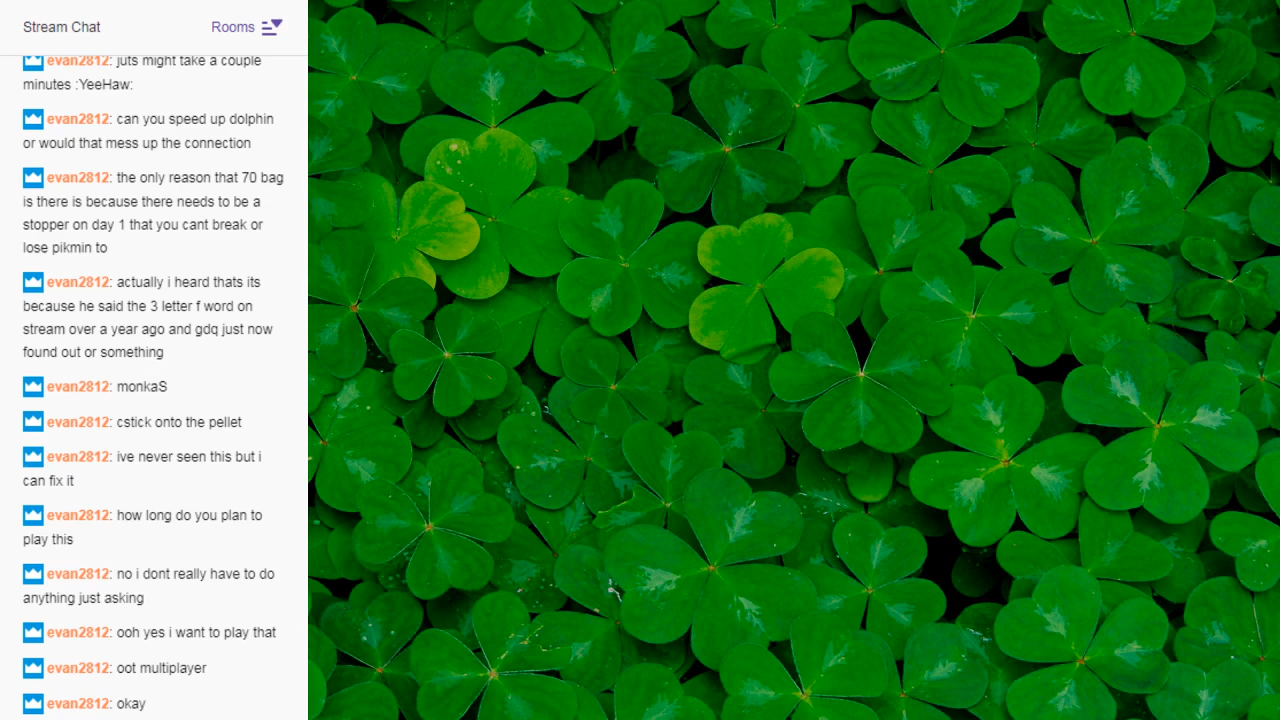 Stream Chat
Rooms
evan2812: juts might take a couple
minutes :YeeHaw:
evan2812: can you speed up dolphin
or would that mess up the connection
evan2812: the only reason that 70 bag
is there is because there needs to be a
stopper on day 1 that you cant break or
lose pikmin to
evan2812: actually i heard thats its
because he said the 3 letter f word on
stream over a year ago and gdq just now
found out or something
evan2812: monkaS
evan2812: cstick onto the pellet
evan2812: ive never seen this but i
can fix it
evan2812: how long do you plan to
play this
evan2812: no i dont really have to do
anything just asking
evan2812: ooh yes i want to play that
evan2812: oot multiplayer
evan2812: okay